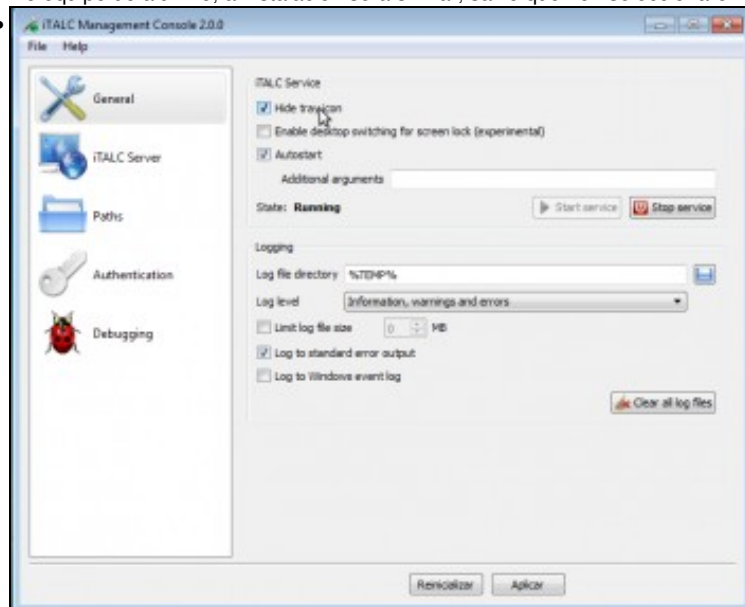 iTALC Management Console 2.0.0
File Help
General
iTALC Server
Paths
Authentication
Debugging
iTALC Service
Hide tray icon
Enable desktop switching for screen lock (experimental)
Autostart
Additional arguments
State: Running
Start service
Stop service
Logging
Log file directory %TEMP%
Log level Information, warnings and errors
Limit log file size 0 MB
Log to standard error output
Log to Windows event log
Clear all log files
Reinicializar Aplicar